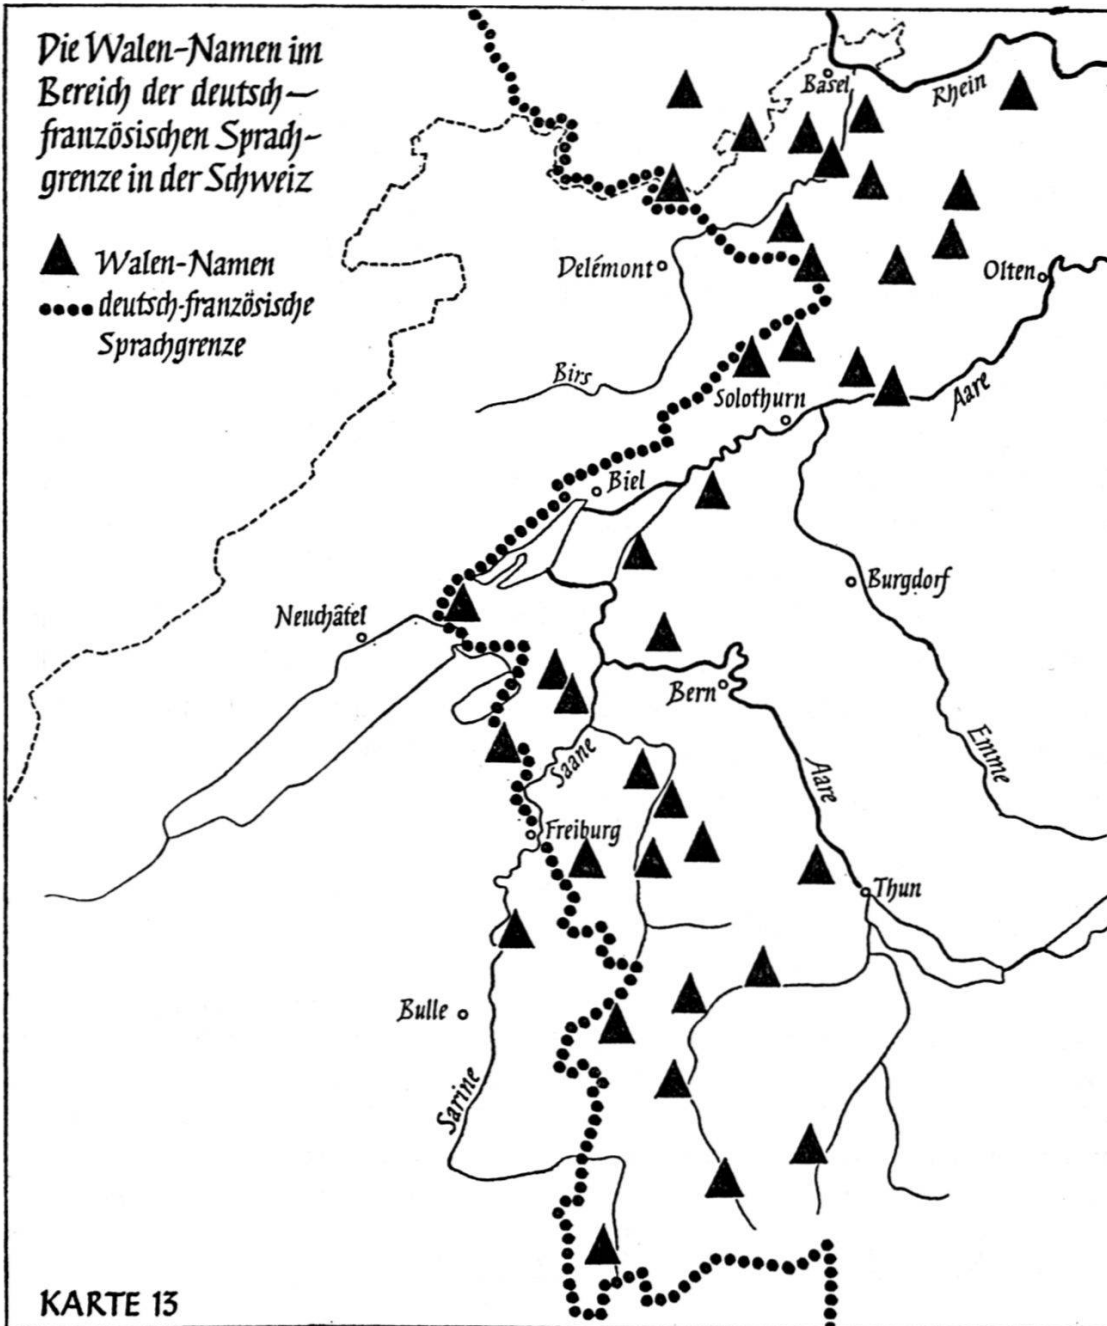 Die Walen-Namen im
Bereich der deutsch-
französischen Sprach-
grenze in der Schweiz
Walen-Namen
deutsch-französische
Sprachgrenze
Basel
Rhein
Delémont
Olten
Birs
Solothurn
Aare
Biel
Burgdorf
Neuchâtel
Bern
Emme
Saane
Aare
Freiburg
Thun
Bulle
Sarine
KARTE 13